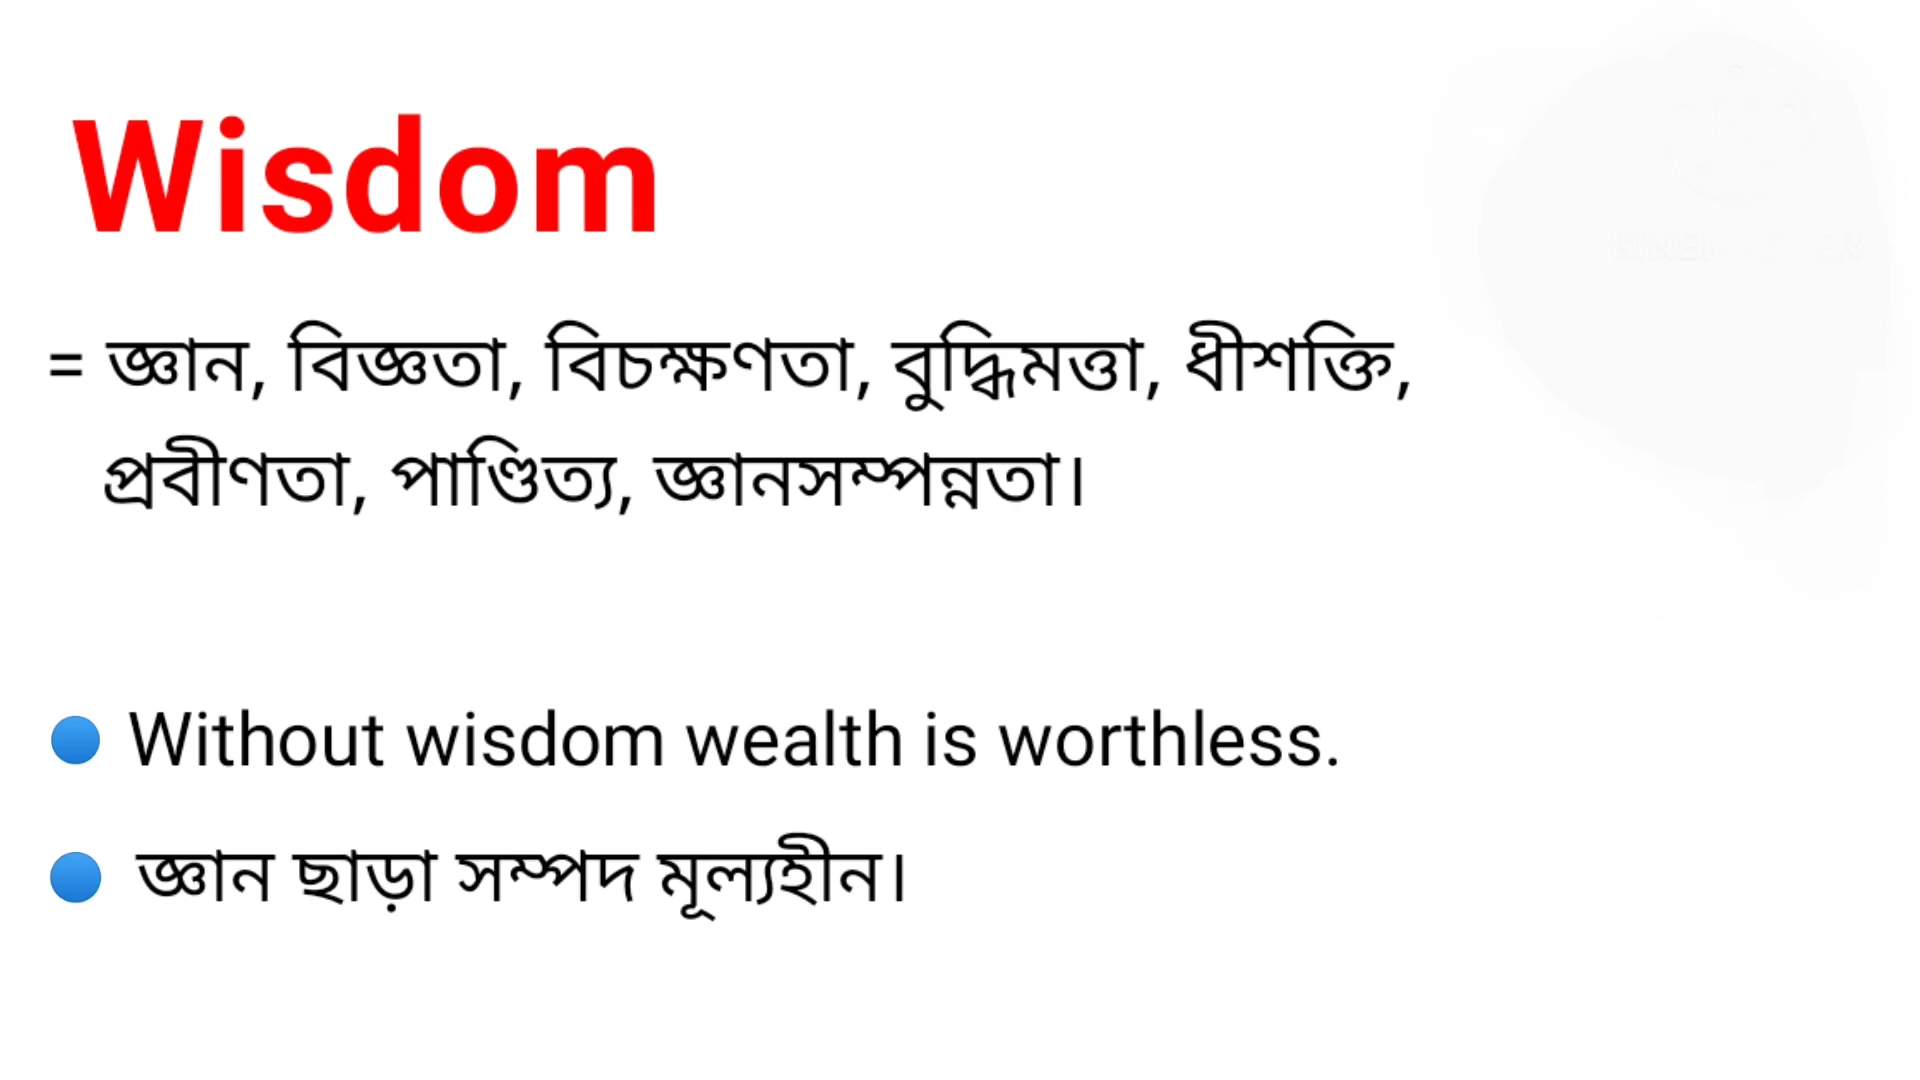 Wisdom
= জ্ঞান, বিজ্ঞতা, বিচক্ষণতা, বুদ্ধিমত্তা, ধীশক্তি,
প্রবীণতা, পাণ্ডিত্য, জ্ঞানসম্পন্নতা।
Without wisdom wealth is worthless.
জ্ঞান ছাড়া সম্পদ মূল্যহীন।